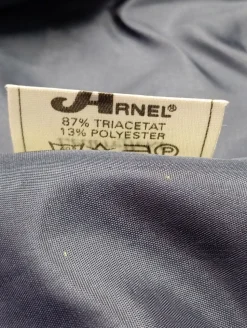 ARNEL®
87% TRIACETAT
13% POLYESTER
P